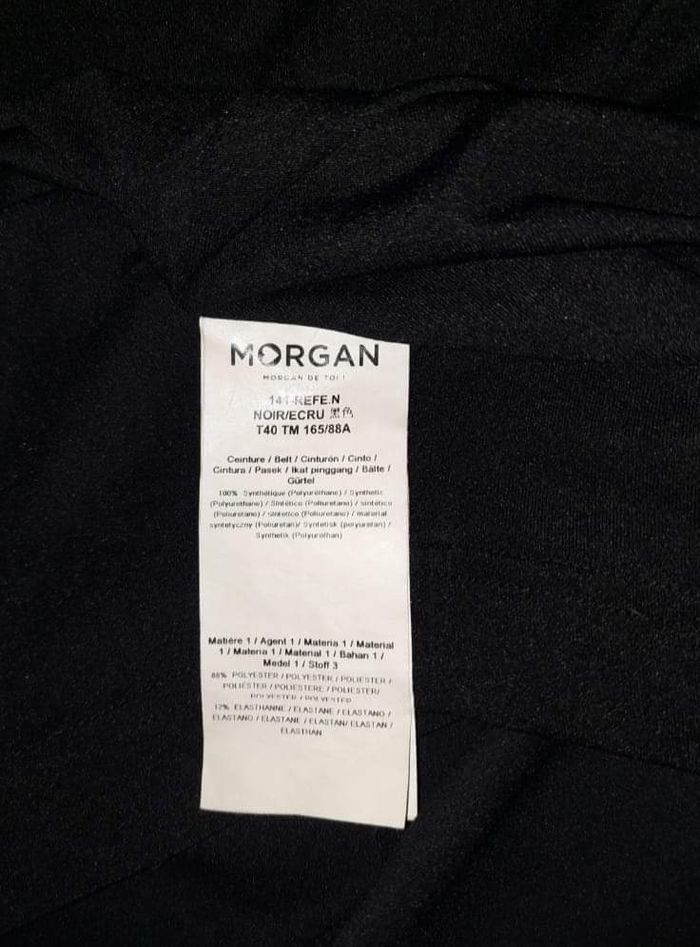 MORGAN
MORGAN DE TOI !
141-REFE.N
NOIR/ECRU 黑色
T40 TM 165/88A
Ceinture / Belt / Cinturón / Cinto /
Cintura / Pasek / Ikat pinggang / Bälte /
Gürtel
100% Synthétique (Polyuréthane) / Synthetic
(Polyurethane) / Sintético (Poliuretano) / sintético
(Poliuretano) / sintetico (Poliuretano) / material
syntetyczny (Poliuretan)/ Syntetisk (polyuretan) /
Synthetik (Polyurethan)
Matière 1 / Agent 1 / Materia 1 / Material
1 / Materia 1 / Material 1 / Bahan 1 /
Medel 1 / Stoff 3
88% POLYESTER / POLYESTER / POLIESTER /
POLIÉSTER / POLIESTERE / POLIESTER/
POLYESTER / POLYESTER
12% ELASTHANNE / ELASTANE / ELASTANO /
ELASTANO / ELASTANE / ELASTAN/ ELASTAN /
ELASTHAN